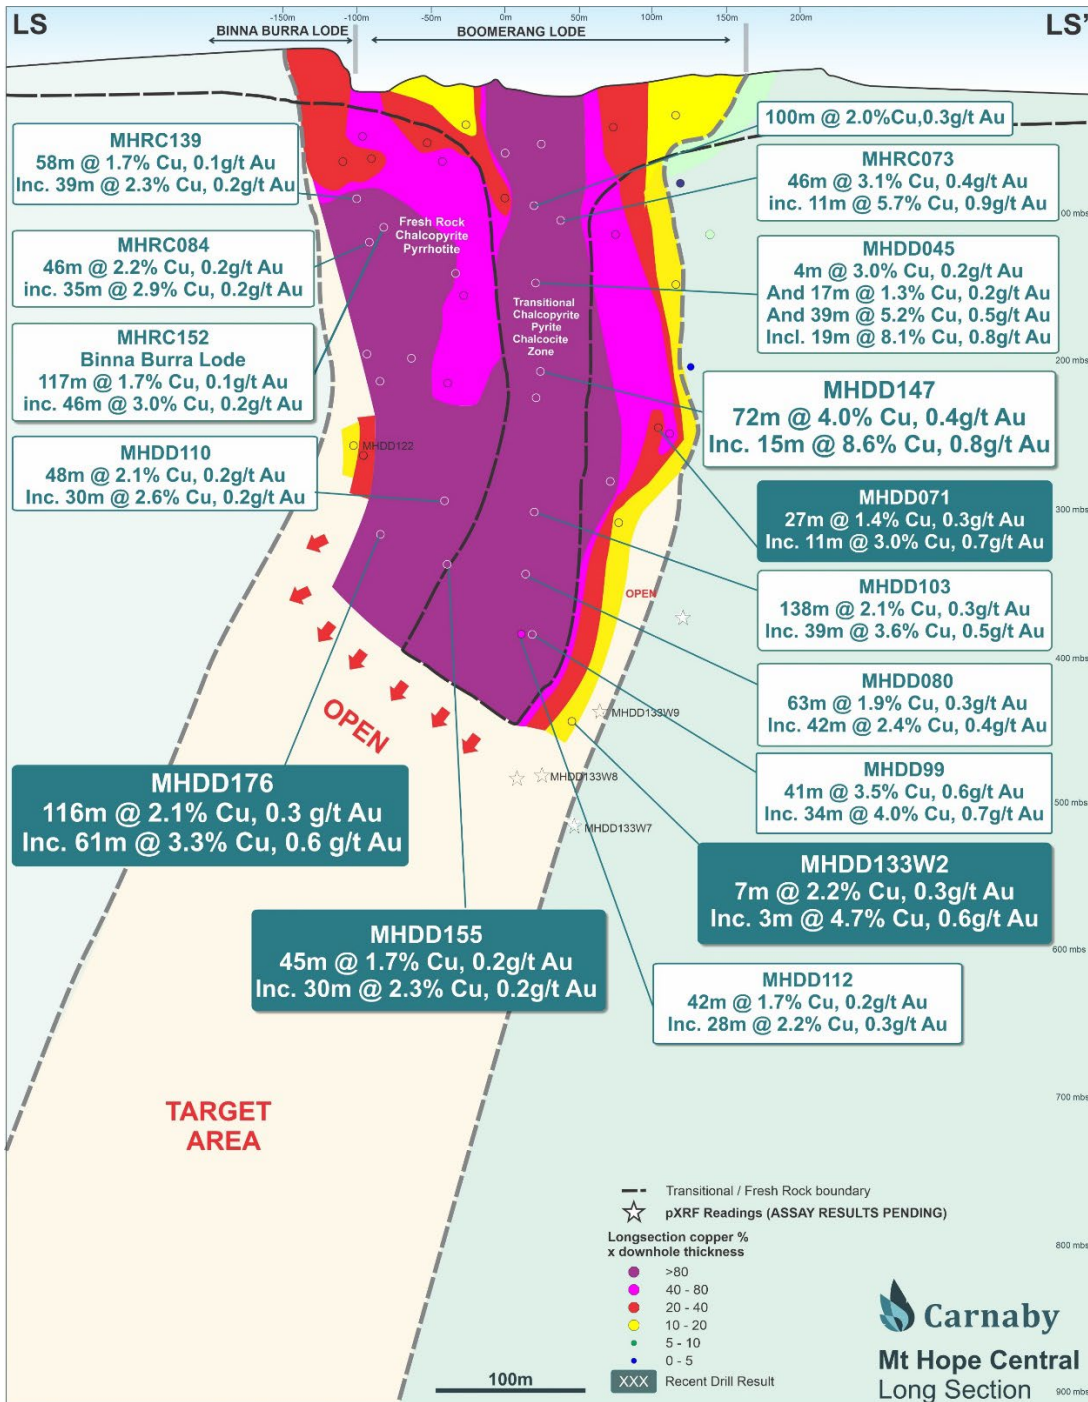 LS
LS'
-150m
-100m
-50m
0m
50m
100m
150m
200m
BINNA BURRA LODE
BOOMERANG LODE
MHRC139
58m @ 1.7% Cu, 0.1g/t Au
Inc. 39m @ 2.3% Cu, 0.2g/t Au
MHRC084
46m @ 2.2% Cu, 0.2g/t Au
inc. 35m @ 2.9% Cu, 0.2g/t Au
MHRC152
Binna Burra Lode
117m @ 1.7% Cu, 0.1g/t Au
inc. 46m @ 3.0% Cu, 0.2g/t Au
MHDD110
48m @ 2.1% Cu, 0.2g/t Au
Inc. 30m @ 2.6% Cu, 0.2g/t Au
MHDD122
Fresh Rock
Chalcopyrite
Pyrrhotite
Transitional
Chalcopyrite
Pyrite
Chalcocite
Zone
100m @ 2.0%Cu,0.3g/t Au
MHRC073
46m @ 3.1% Cu, 0.4g/t Au
inc. 11m @ 5.7% Cu, 0.9g/t Au
MHDD045
4m @ 3.0% Cu, 0.2g/t Au
And 17m @ 1.3% Cu, 0.2g/t Au
And 39m @ 5.2% Cu, 0.5g/t Au
Incl. 19m @ 8.1% Cu, 0.8g/t Au
200 mbs
MHDD147
72m @ 4.0% Cu, 0.4g/t Au
Inc. 15m @ 8.6% Cu, 0.8g/t Au
MHDD071
27m @ 1.4% Cu, 0.3g/t Au
Inc. 11m @ 3.0% Cu, 0.7g/t Au
300 mbs
MHDD103
138m @ 2.1% Cu, 0.3g/t Au
Inc. 39m @ 3.6% Cu, 0.5g/t Au
OPEN
400 mbs
MHDD080
63m @ 1.9% Cu, 0.3g/t Au
Inc. 42m @ 2.4% Cu, 0.4g/t Au
MHDD99
41m @ 3.5% Cu, 0.6g/t Au
Inc. 34m @ 4.0% Cu, 0.7g/t Au
500 mbs
MHDD133W9
MHDD133W8
MHDD133W7
OPEN
MHDD176
116m @ 2.1% Cu, 0.3 g/t Au
Inc. 61m @ 3.3% Cu, 0.6 g/t Au
MHDD133W2
7m @ 2.2% Cu, 0.3g/t Au
Inc. 3m @ 4.7% Cu, 0.6g/t Au
MHDD155
45m @ 1.7% Cu, 0.2g/t Au
Inc. 30m @ 2.3% Cu, 0.2g/t Au
600 mbs
MHDD112
42m @ 1.7% Cu, 0.2g/t Au
Inc. 28m @ 2.2% Cu, 0.3g/t Au
700 mbs
TARGET
AREA
Transitional / Fresh Rock boundary
pXRF Readings (ASSAY RESULTS PENDING)
Longsection copper %
x downhole thickness
>80
40 - 80
20 - 40
10 - 20
5 - 10
0 - 5
XXX Recent Drill Result
100m
800 mbs
Carnaby
Mt Hope Central
Long Section
900 mbs